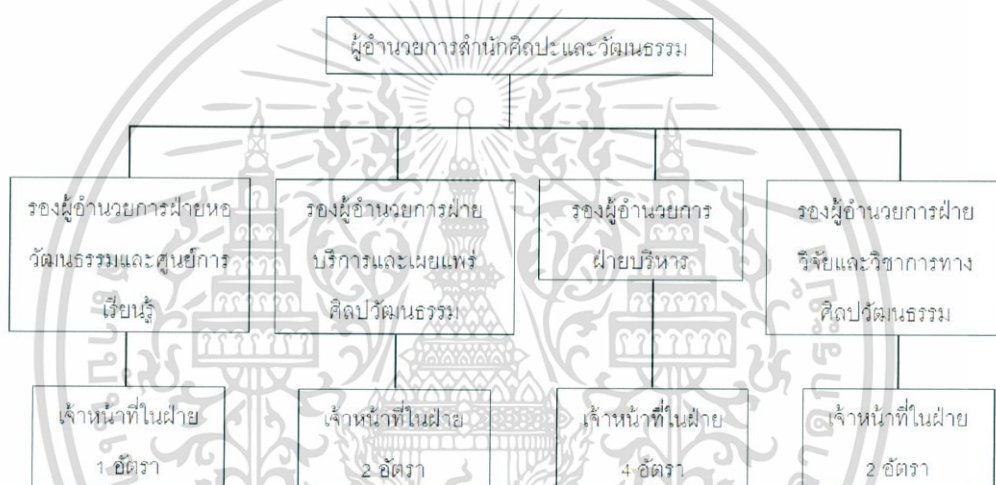 ผู้อำนวยการสำนักศิลปะและวัฒนธรรม
รองผู้อำนวยการฝ่ายหอ
วัฒนธรรมและศูนย์การ
เรียนรู้
รองผู้อำนวยการฝ่าย
บริการและเผยแพร่
ศิลปวัฒนธรรม
รองผู้อำนวยการ
ฝ่ายบริหาร
รองผู้อำนวยการฝ่าย
วิจัยและวิชาการทาง
ศิลปวัฒนธรรม
เจ้าหน้าที่ในฝ่าย
1 อัตรา
เจ้าหน้าที่ในฝ่าย
2 อัตรา
เจ้าหน้าที่ในฝ่าย
4 อัตรา
เจ้าหน้าที่ในฝ่าย
2 อัตรา